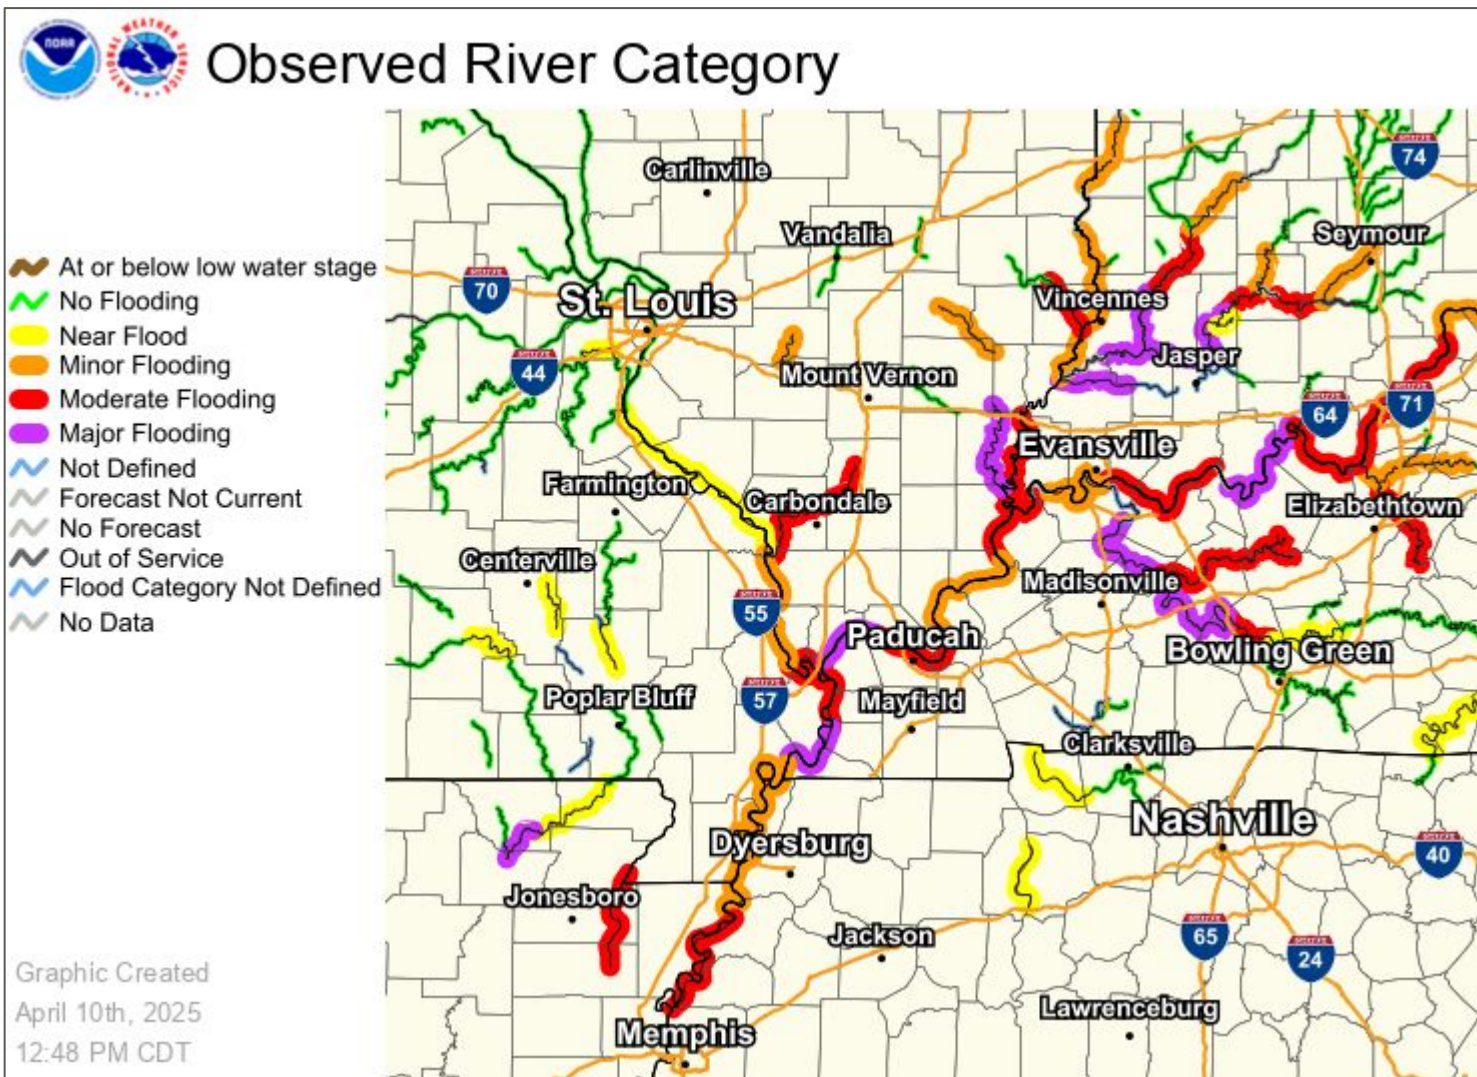 NOAA
NATIONAL WEATHER SERVICE
Observed River Category
At or below low water stage
No Flooding
Near Flood
Minor Flooding
Moderate Flooding
Major Flooding
Not Defined
Forecast Not Current
No Forecast
Out of Service
Flood Category Not Defined
No Data
Graphic Created
April 10th, 2025
12:48 PM CDT
Carlinville
74
Vandalia
Seymour
70
St. Louis
Vincennes
44
Jasper
Mount Vernon
64
71
Evansville
Farmington
Carbondale
Elizabethtown
Centerville
Madisonville
55
Paducah
Bowling Green
Poplar Bluff
57
Mayfield
Clarksville
Nashville
Dyersburg
40
Jonesboro
Jackson
65
24
Lawrenceburg
Memphis